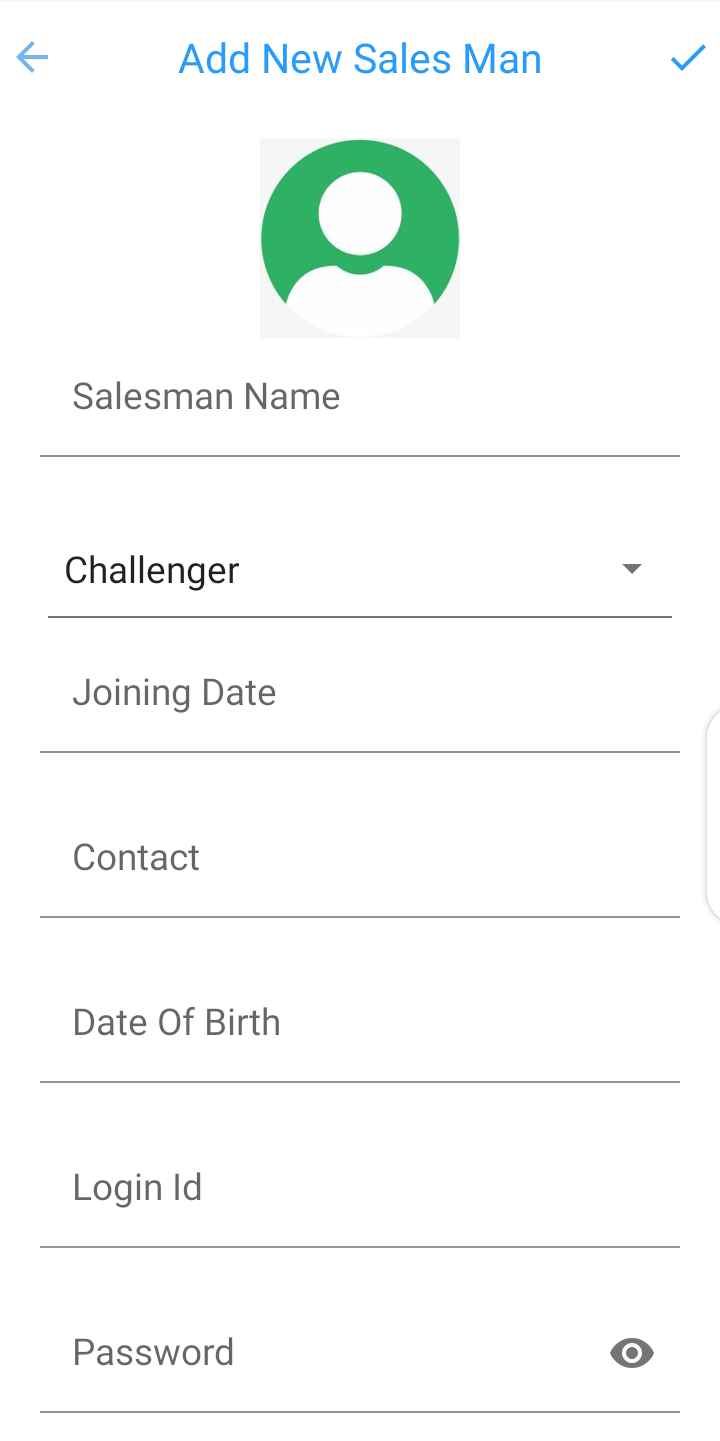 Add New Sales Man
Salesman Name
Challenger
Joining Date
Contact
Date Of Birth
Login Id
Password